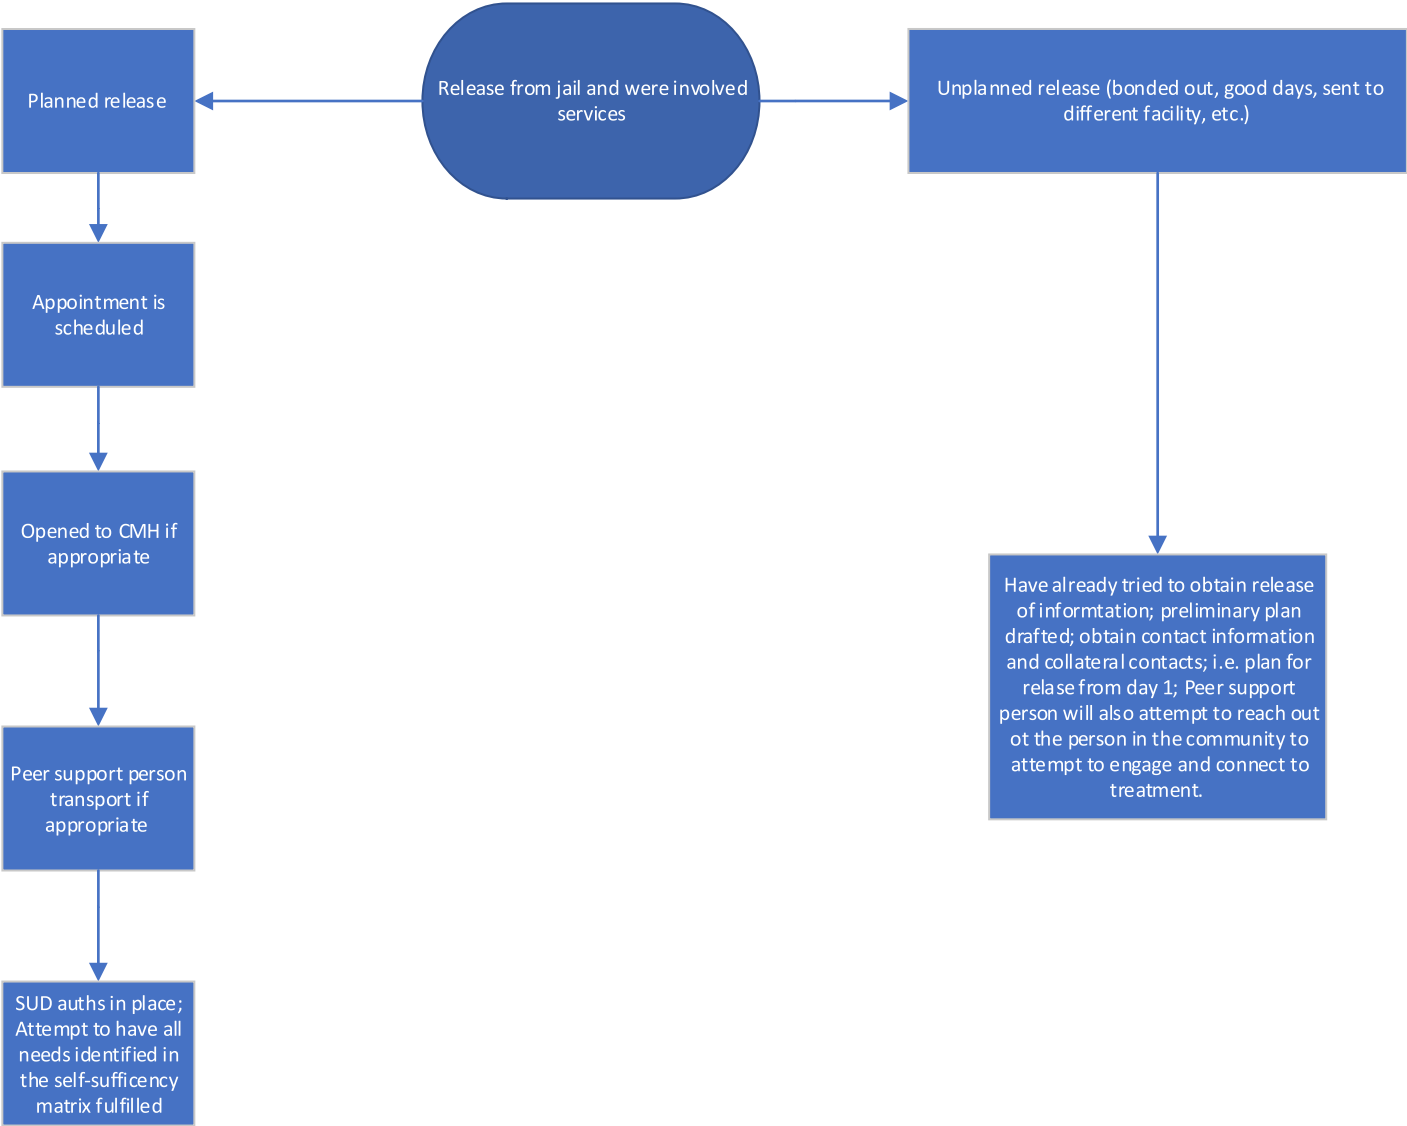 Planned release
Release from jail and were involved
services
Unplanned release (bonded out, good days, sent to
different facility, etc.)
Appointment is
scheduled
Opened to CMH if
appropriate
Peer support person
transport if
appropriate
SUD auths in place;
Attempt to have all
needs identified in
the self-sufficency
matrix fulfilled
Have already tried to obtain release
of informtation; preliminary plan
drafted; obtain contact information
and collateral contacts; i.e. plan for
relase from day 1; Peer support
person will also attempt to reach out
ot the person in the community to
attempt to engage and connect to
treatment.